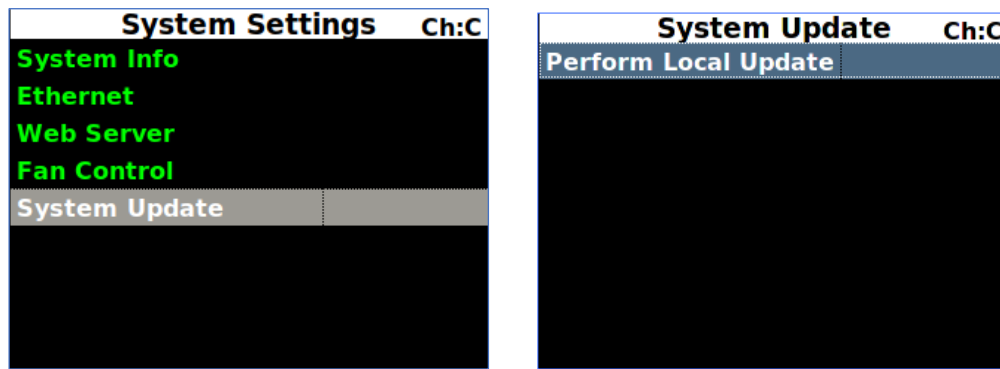 System Settings Ch:C
System Info
Ethernet
Web Server
Fan Control
System Update
System Update Ch:C
Perform Local Update